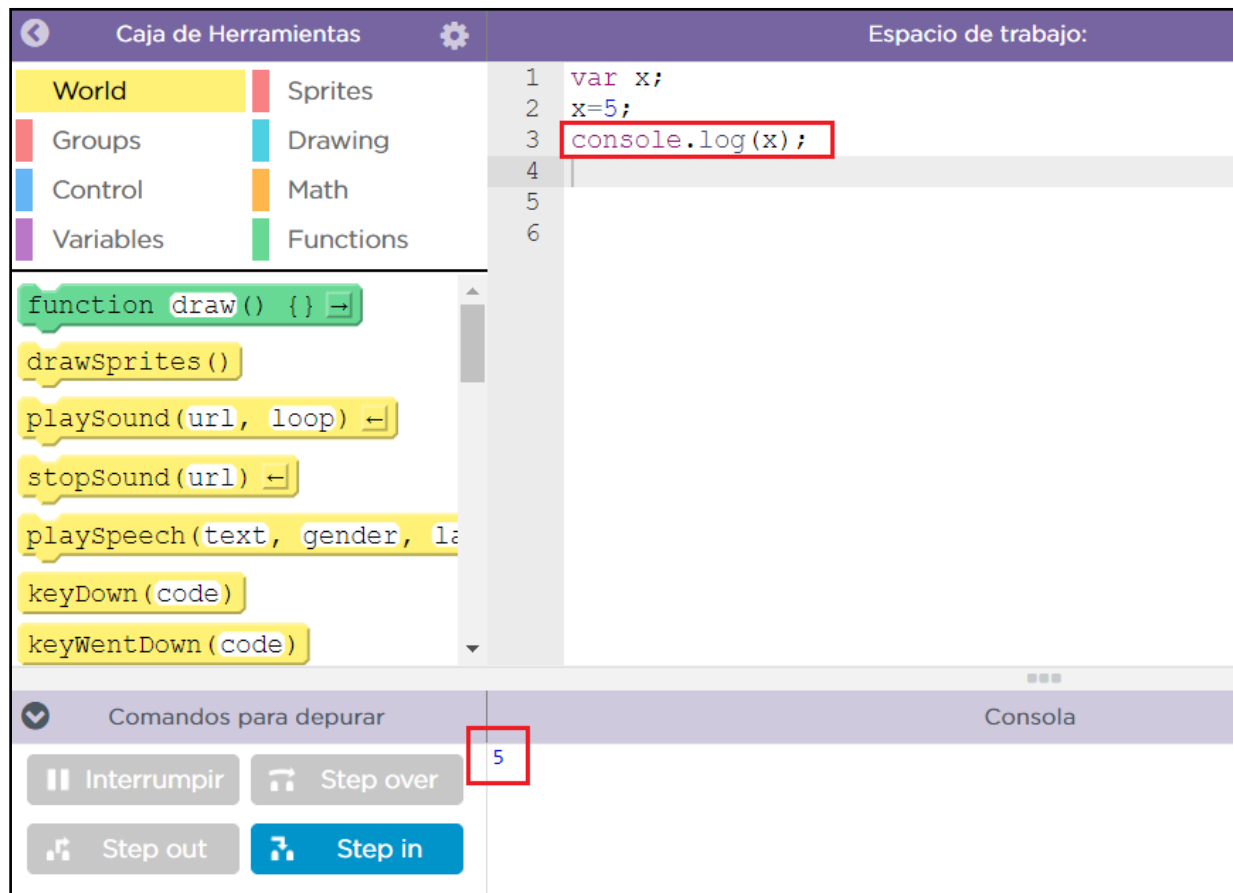 Caja de Herramientas
Espacio de trabajo:
World
Sprites
Groups
Drawing
Control
Math
Variables
Functions
function draw() {} →
drawSprites()
playSound(url, loop) ←
stopSound(url) ←
playSpeech(text, gender, la
keyDown(code)
keyWentDown(code)
1 var x;
2 x=5;
3 console.log(x);
4
5
6
Comandos para depurar
Consola
Interrumpir
Step over
Step out
Step in
5